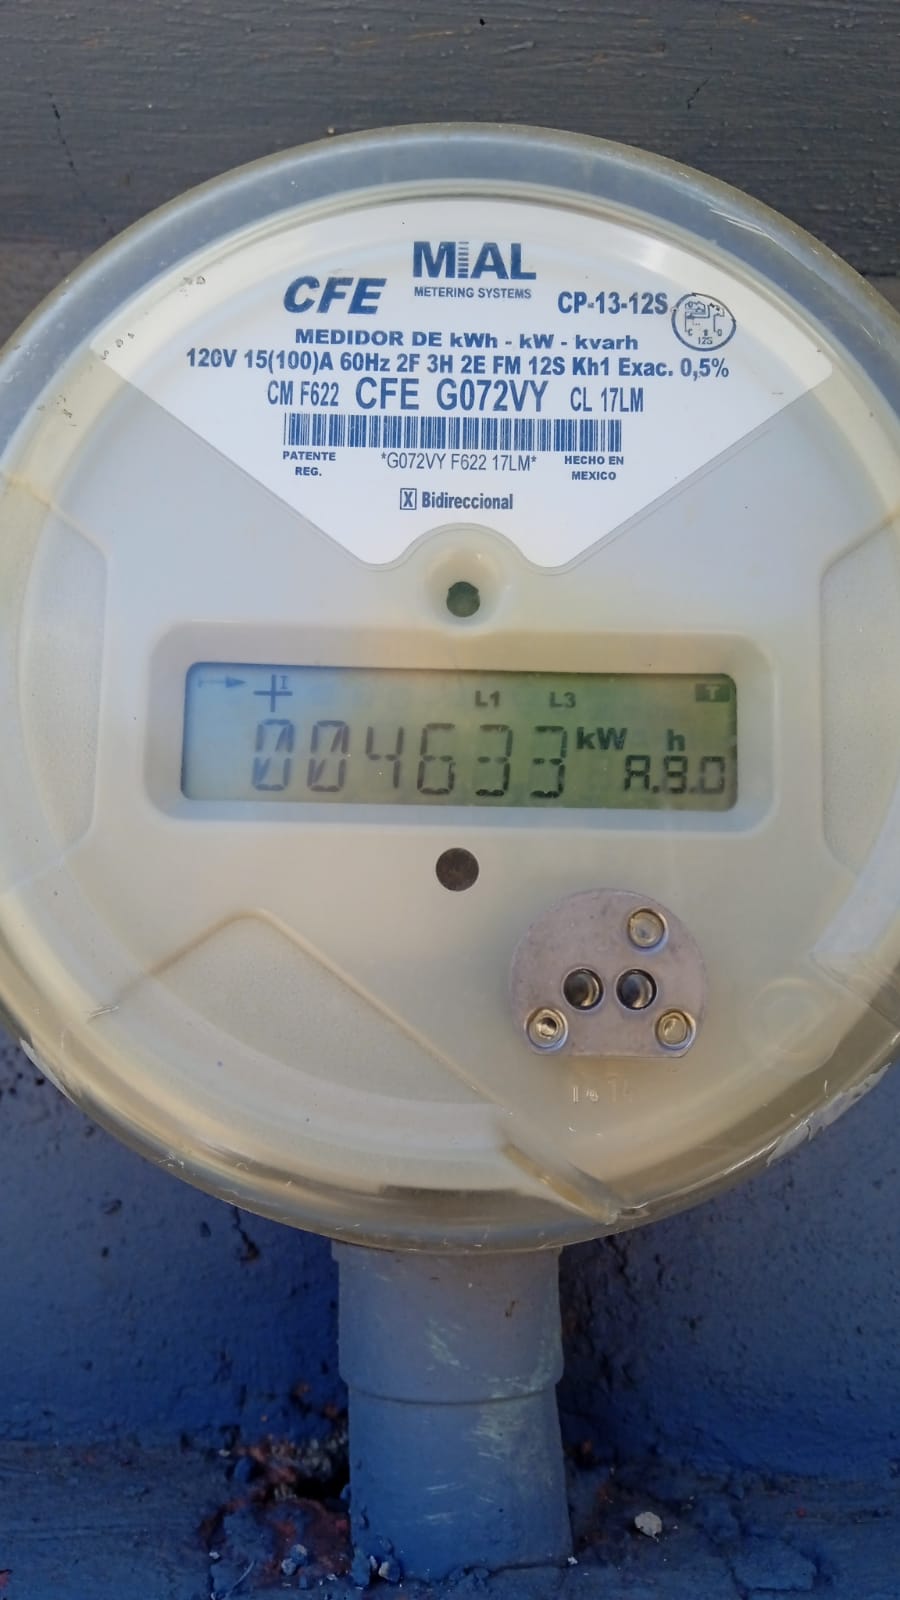 MIAL
METERING SYSTEMS
CFE
CP-13-12S
MEDIDOR DE kWh - kW - kvarh
120V 15(100)A 60Hz 2F 3H 2E FM 12S Kh1 Exac. 0,5%
CM F622 CFE G072VY CL 17LM
PATENTE REG.
*G072VY F622 17LM*
HECHO EN MEXICO
X Bidireccional
I L1 L3 T
004633 kW h A.B.0